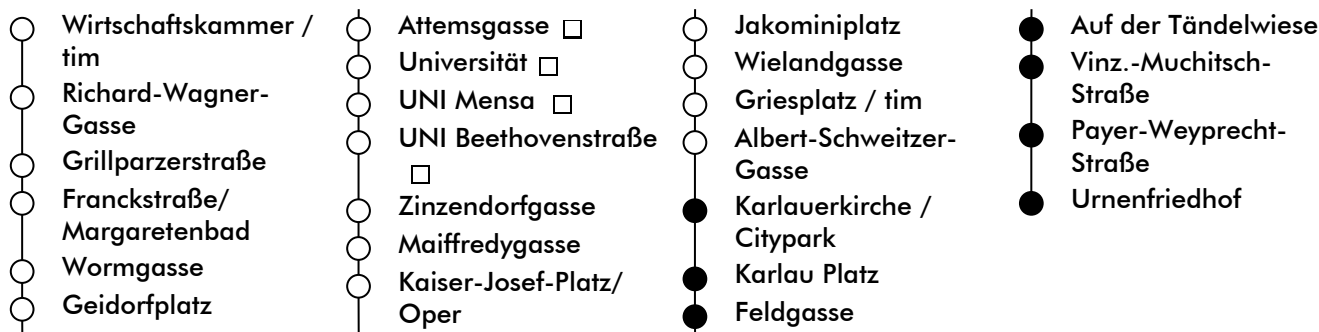 Wirtschaftskammer /
tim
Richard-Wagner-
Gasse
Grillparzerstraße
Franckstraße/
Margaretenbad
Wormgasse
Geidorfplatz
Attemsgasse □
Universität □
UNI Mensa □
UNI Beethovenstraße
□
Zinzendorfgasse
Maiffredygasse
Kaiser-Josef-Platz/
Oper
Jakominiplatz
Wielandgasse
Griesplatz / tim
Albert-Schweitzer-
Gasse
Karlauerkirche /
Citypark
Karlau Platz
Feldgasse
Auf der Tändelwiese
Vinz.-Muchitsch-
Straße
Payer-Weyprecht-
Straße
Urnenfriedhof